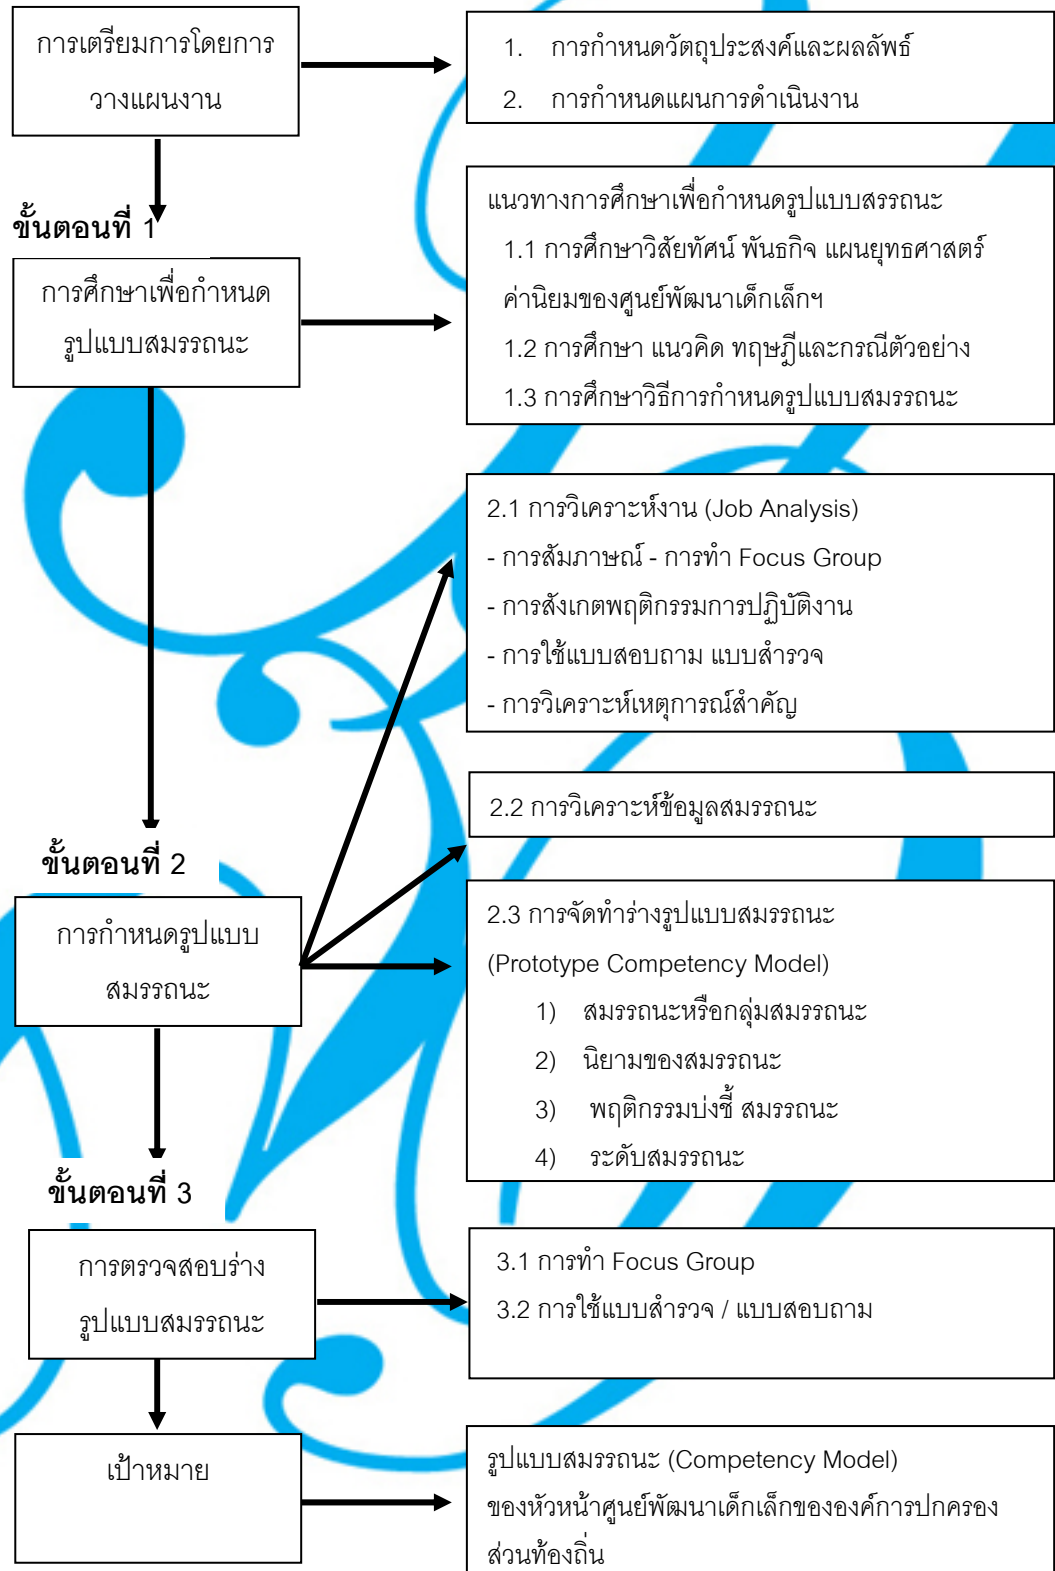 การเตรียมการโดยการ
วางแผนงาน
1. การกำหนดวัตถุประสงค์และผลลัพธ์
2. การกำหนดแผนการดำเนินงาน
ขั้นตอนที่ 1
การศึกษาเพื่อกำหนด
รูปแบบสมรรถนะ
แนวทางการศึกษาเพื่อกำหนดรูปแบบสรรถนะ
1.1 การศึกษาวิสัยทัศน์ พันธกิจ แผนยุทธศาสตร์
ค่านิยมของศูนย์พัฒนาเด็กเล็กฯ
1.2 การศึกษา แนวคิด ทฤษฎีและกรณีตัวอย่าง
1.3 การศึกษาวิธีการกำหนดรูปแบบสมรรถนะ
2.1 การวิเคราะห์งาน (Job Analysis)
- การสัมภาษณ์ - การทำ Focus Group
- การสังเกตพฤติกรรมการปฏิบัติงาน
- การใช้แบบสอบถาม แบบสำรวจ
- การวิเคราะห์เหตุการณ์สำคัญ
2.2 การวิเคราะห์ข้อมูลสมรรถนะ
ขั้นตอนที่ 2
การกำหนดรูปแบบ
สมรรถนะ
2.3 การจัดทำร่างรูปแบบสมรรถนะ
(Prototype Competency Model)
1) สมรรถนะหรือกลุ่มสมรรถนะ
2) นิยามของสมรรถนะ
3) พฤติกรรมบ่งชี้ สมรรถนะ
4) ระดับสมรรถนะ
ขั้นตอนที่ 3
การตรวจสอบร่าง
รูปแบบสมรรถนะ
3.1 การทำ Focus Group
3.2 การใช้แบบสำรวจ / แบบสอบถาม
เป้าหมาย
รูปแบบสมรรถนะ (Competency Model)
ของหัวหน้าศูนย์พัฒนาเด็กเล็กขององค์การปกครอง
ส่วนท้องถิ่น